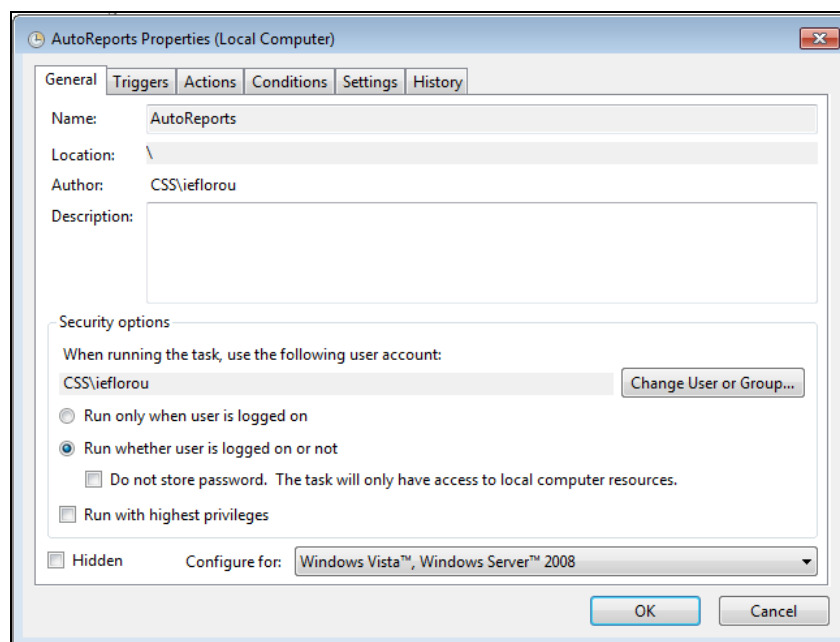 AutoReports Properties (Local Computer)
General Triggers Actions Conditions Settings History
Name: AutoReports
Location: \
Author: CSS\ieflorou
Description:
Security options
When running the task, use the following user account:
CSS\ieflorou Change User or Group...
Run only when user is logged on
Run whether user is logged on or not
Do not store password. The task will only have access to local computer resources.
Run with highest privileges
Hidden Configure for: Windows Vista™, Windows Server™ 2008
OK Cancel